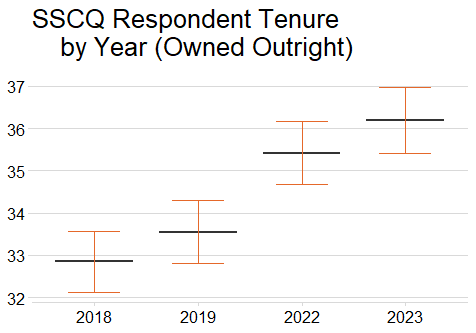 SSCQ Respondent Tenure
by Year (Owned Outright)
37
36
35
34
33
32
2018 2019 2022 2023